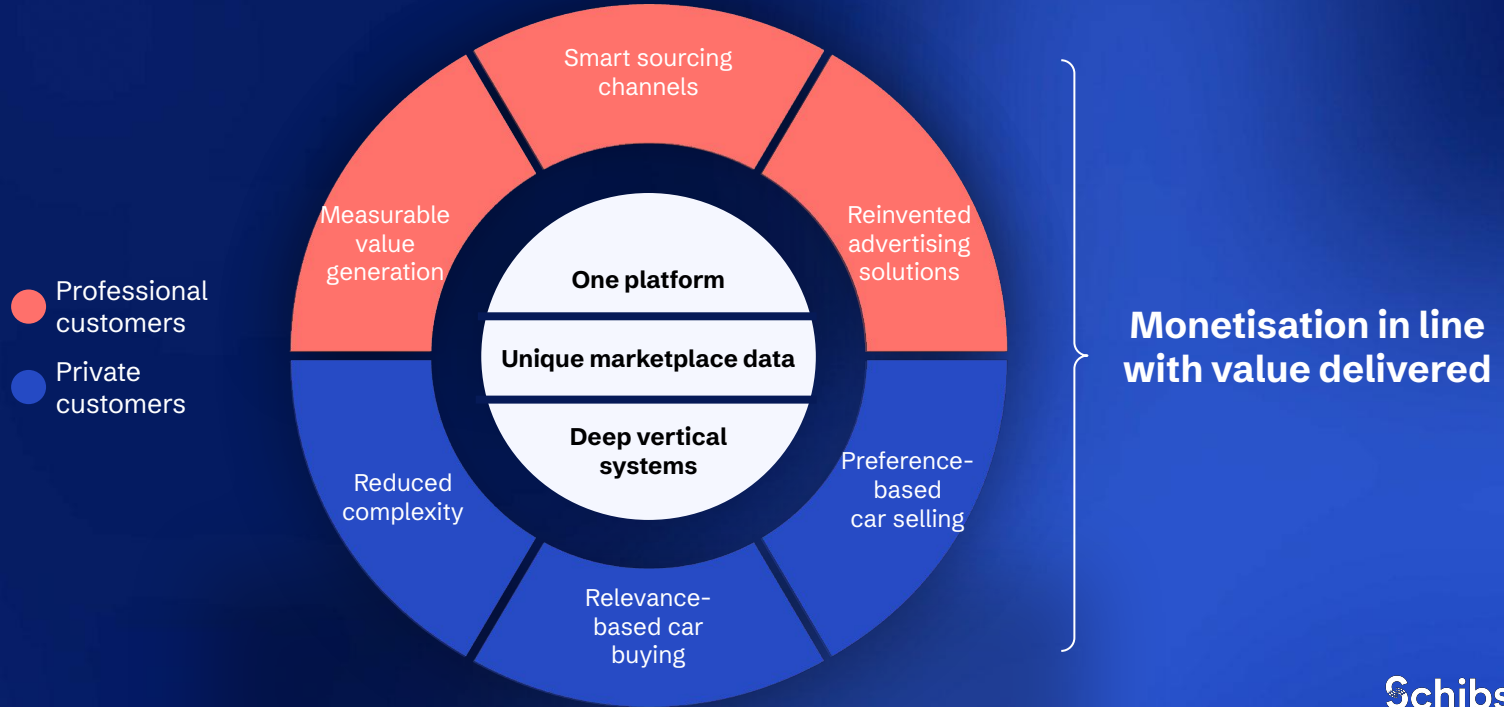 Smart sourcing
channels
Measurable
value
generation
Reinvented
advertising
solutions
One platform
Unique marketplace data
Deep vertical
systems
Professional
customers
Private
customers
Monetisation in line
with value delivered
Reduced
complexity
Preference-
based
car selling
Relevance-
based car
buying
Schibs